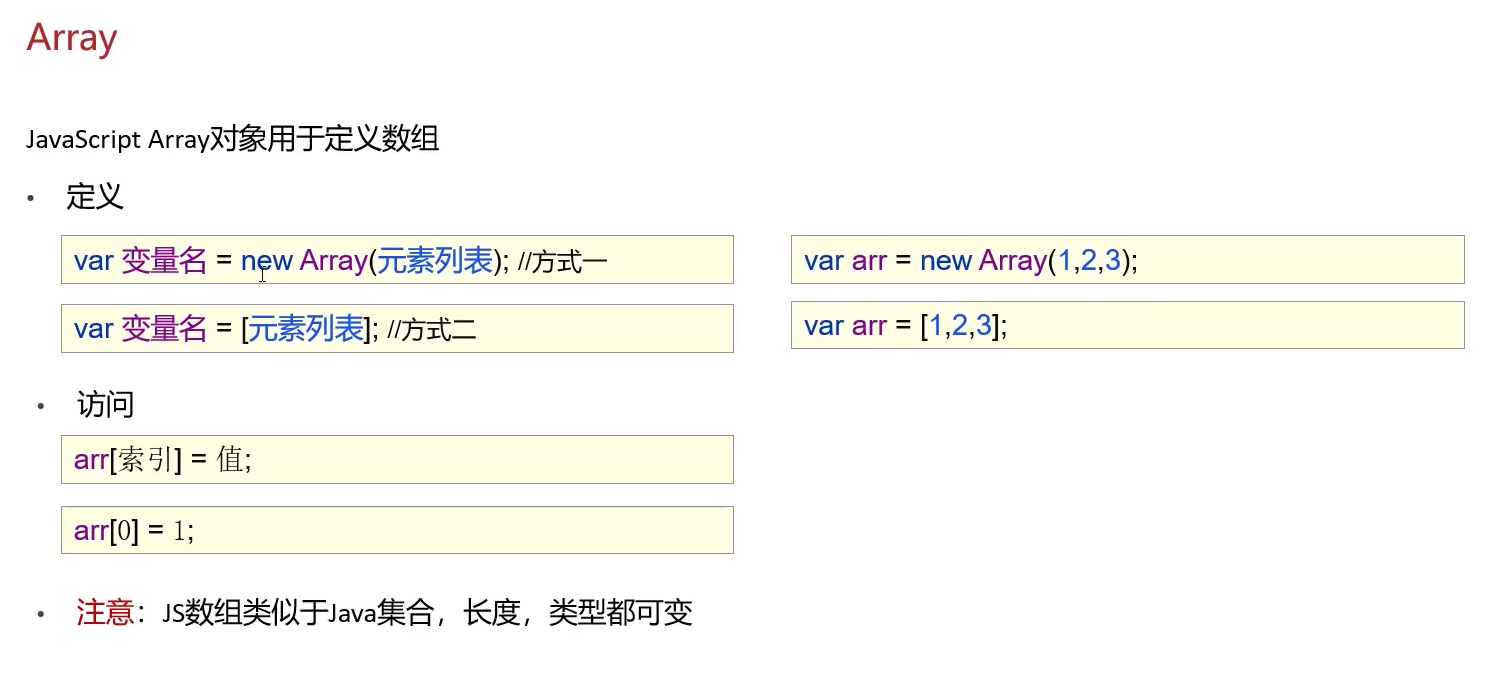 Array
JavaScript Array对象用于定义数组
• 定义
var 变量名 = new Array(元素列表); //方式一
var arr = new Array(1,2,3);
var 变量名 = [元素列表]; //方式二
var arr = [1,2,3];
• 访问
arr[索引] = 值;
arr[0] = 1;
• 注意：JS数组类似于Java集合，长度，类型都可变